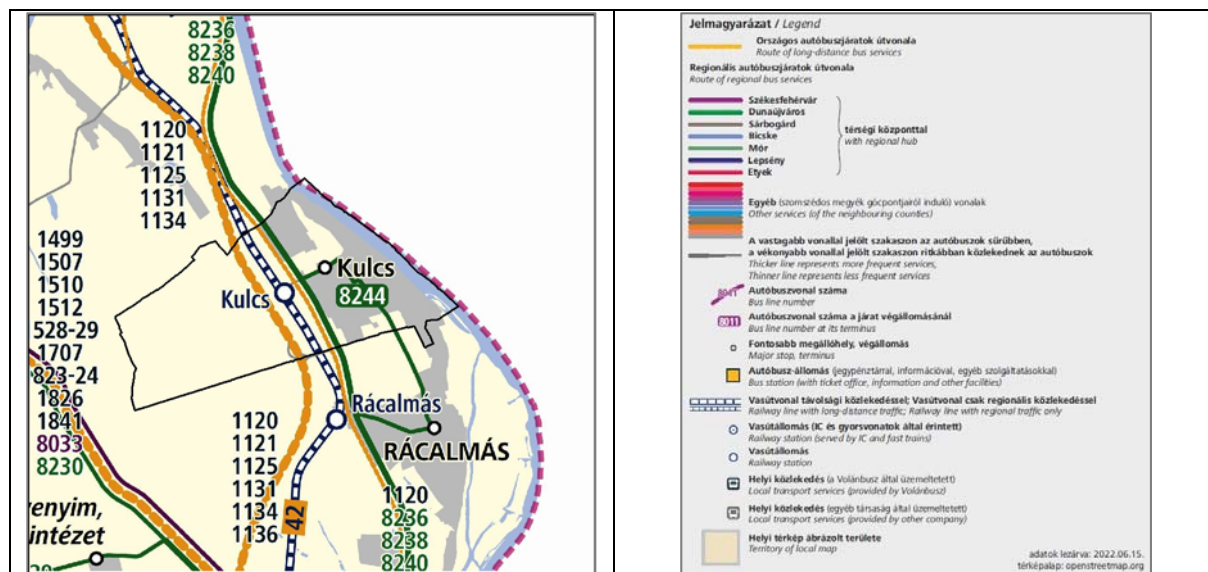 8236
8238
8240
1120
1121
1125
1131
1134
1499
1507
1510
1512
528-29
1707
823-24
1826
1841
8033
8230
Kulcs
8244
Kulcs
Rácalmás
RÁCALMÁS
1120
1121
1125
1131
1134
1136
42
1120
8236
8238
8240
venyim,
intézet
Jelmagyarázat / Legend
Országos autóbuszjáratok útvonala
Route of long-distance bus services
Regionális autóbuszjáratok útvonala
Route of regional bus services
Székesfehérvár
Dunaújváros
Sárbogárd
Bicske
Mór
Lepsény
Etyek
térségi központtal
with regional hub
Egyéb (szomszédos megyék gócpontjairól induló) vonalak
Other services (of the neighbouring counties)
A vastagabb vonallal jelölt szakaszon az autóbuszok sűrűbben,
a vékonyabb vonallal jelölt szakaszon ritkábban közlekednek az autóbuszok
Thicker line represents more frequent services,
Thinner line represents less frequent services
8041
Autóbuszvonal száma
Bus line number
8011
Autóbuszvonal száma a járat végállomásánál
Bus line number at its terminus
Fontosabb megállóhely, végállomás
Major stop, terminus
Autóbusz-állomás (jegypénztárral, információval, egyéb szolgáltatásokkal)
Bus station (with ticket office, information and other facilities)
Vasútvonal távolsági közlekedéssel; Vasútvonal csak regionális közlekedéssel
Railway line with long-distance traffic; Railway line with regional traffic only
Vasútállomás (IC és gyorsvonatok által érintett)
Railway station (served by IC and fast trains)
Vasútállomás
Railway station
Helyi közlekedés (a Volánbusz által üzemeltetett)
Local transport services (provided by Volánbusz)
Helyi közlekedés (egyéb társaság által üzemeltetett)
Local transport services (provided by other company)
Helyi térkép ábrázolt területe
Territory of local map
adatok lezárva: 2022.06.15.
térképalap: openstreetmap.org